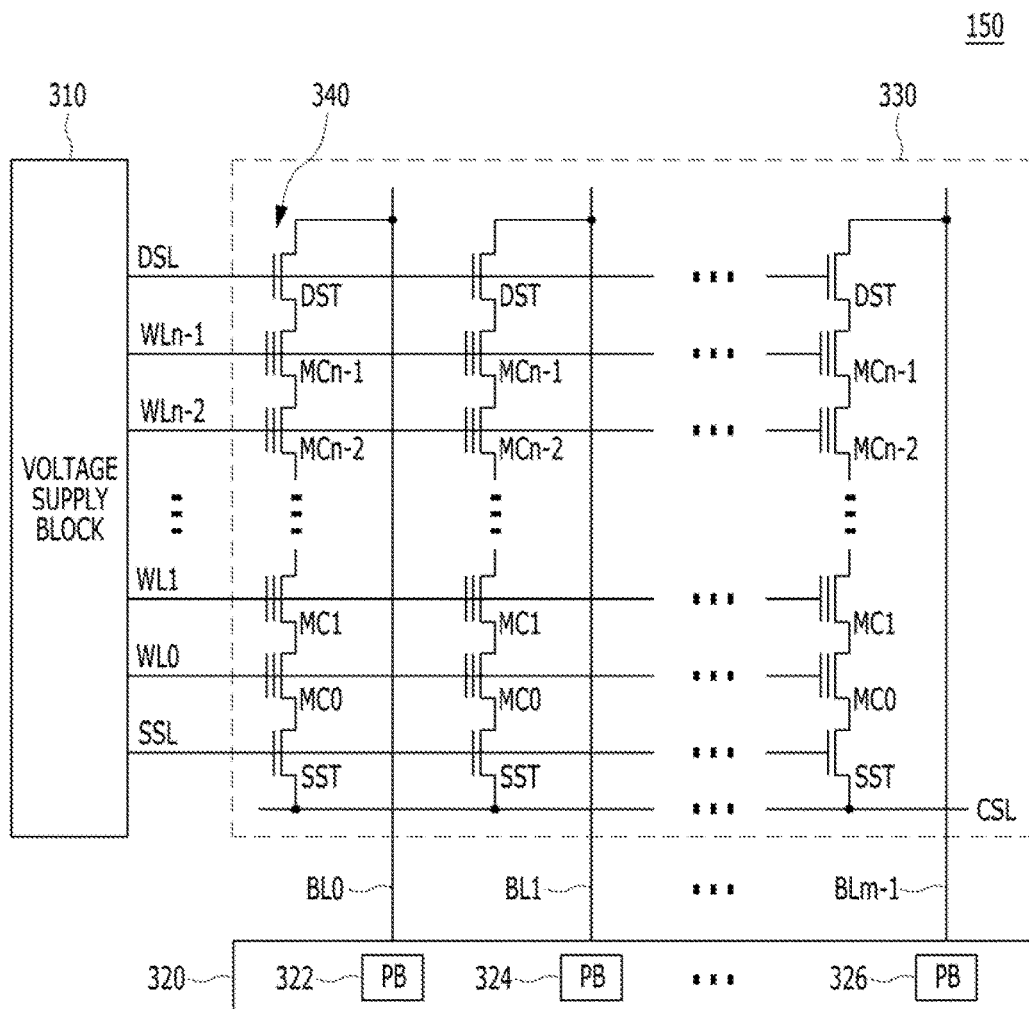 150
310
340
330
DSL
DST
DST
DST
WLn-1
MCn-1
MCn-1
MCn-1
WLn-2
MCn-2
MCn-2
MCn-2
VOLTAGE
SUPPLY
BLOCK
WL1
MC1
MC1
MC1
WL0
MC0
MC0
MC0
SSL
SST
SST
SST
CSL
BL0
BL1
BLm-1
320
322
PB
324
PB
326
PB